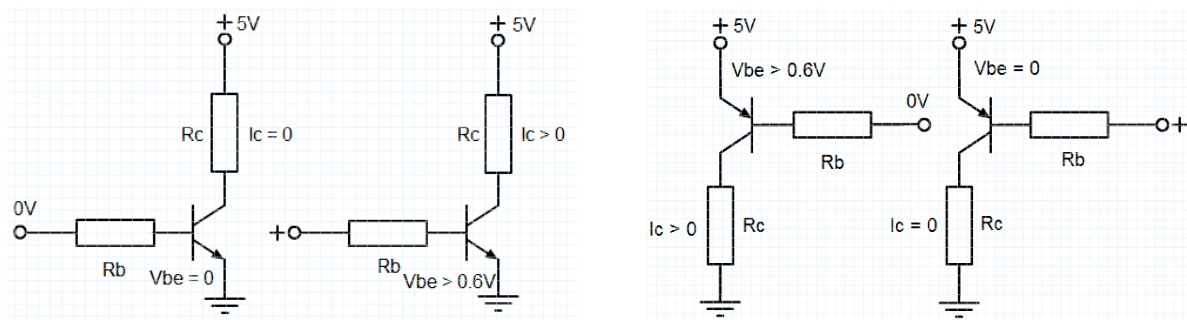 + 5V
Rc
Ic = 0
0V
Rb
Vbe = 0
+ 5V
Rc
Ic > 0
+
Rb
Vbe > 0.6V
+ 5V
Vbe > 0.6V
0V
Rb
Ic > 0
Rc
+ 5V
Vbe = 0
+
Rb
Ic = 0
Rc